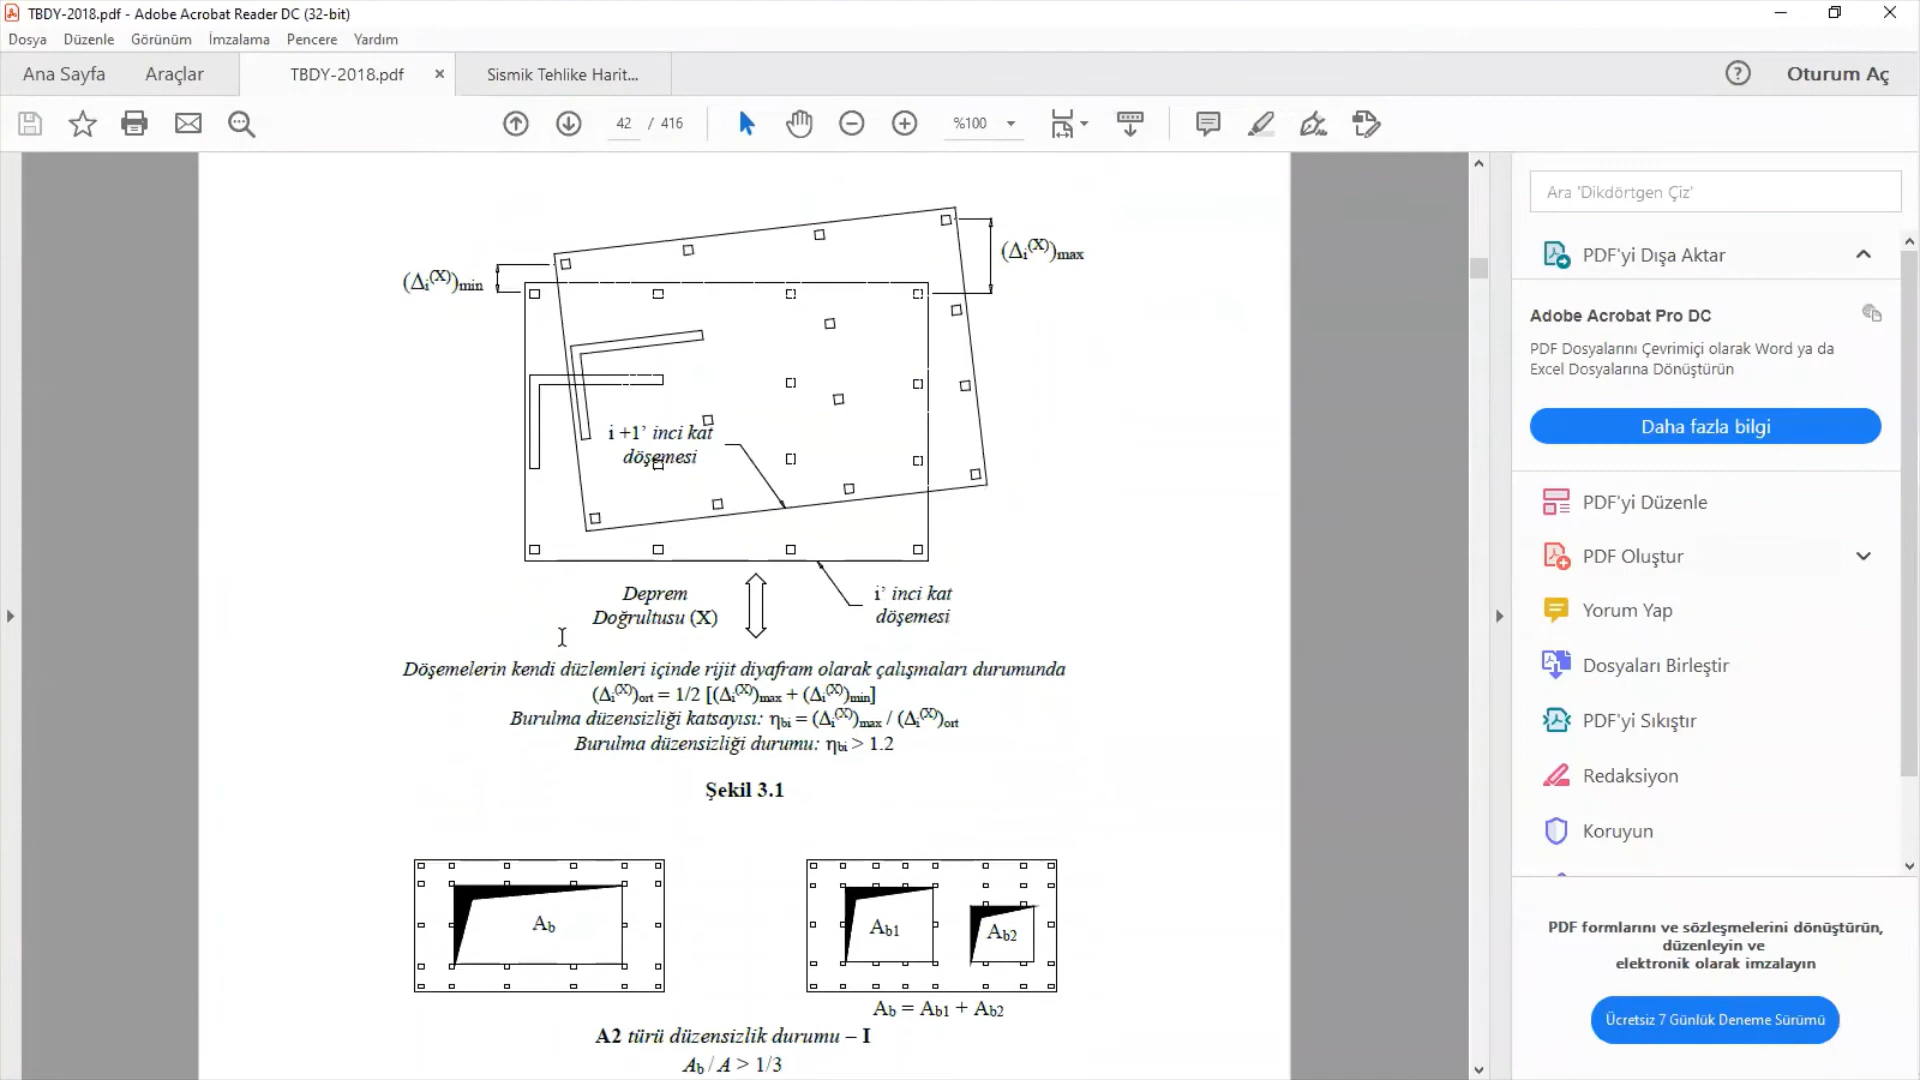 TBDY-2018.pdf - Adobe Acrobat Reader DC (32-bit)
Dosya Düzenle Görünüm İmzalama Pencere Yardım
Ana Sayfa Araçlar TBDY-2018.pdf Sismik Tehlike Harit... Oturum Aç
42 / 416 %100
(Δi(X))min
(Δi(X))max
i +1’ inci kat
döşemesi
Deprem
Doğrultusu (X)
i’ inci kat
döşemesi
Döşemelerin kendi düzlemleri içinde rijit diyafram olarak çalışmaları durumunda
(Δi(X))ort = 1/2 [(Δi(X))max + (Δi(X))min]
Burulma düzensizliği katsayısı: ηbi = (Δi(X))max / (Δi(X))ort
Burulma düzensizliği durumu: ηbi > 1.2
Şekil 3.1
Ab
Ab1
Ab2
Ab = Ab1 + Ab2
A2 türü düzensizlik durumu – I
Ab / A > 1/3
Ara 'Dikdörtgen Çiz'
PDF'yi Dışa Aktar
Adobe Acrobat Pro DC
PDF Dosyalarını Çevrimiçi olarak Word ya da
Excel Dosyalarına Dönüştürün
Daha fazla bilgi
PDF'yi Düzenle
PDF Oluştur
Yorum Yap
Dosyaları Birleştir
PDF'yi Sıkıştır
Redaksiyon
Koruyun
PDF formlarını ve sözleşmelerini dönüştürün,
düzenleyin ve
elektronik olarak imzalayın
Ücretsiz 7 Günlük Deneme Sürümü